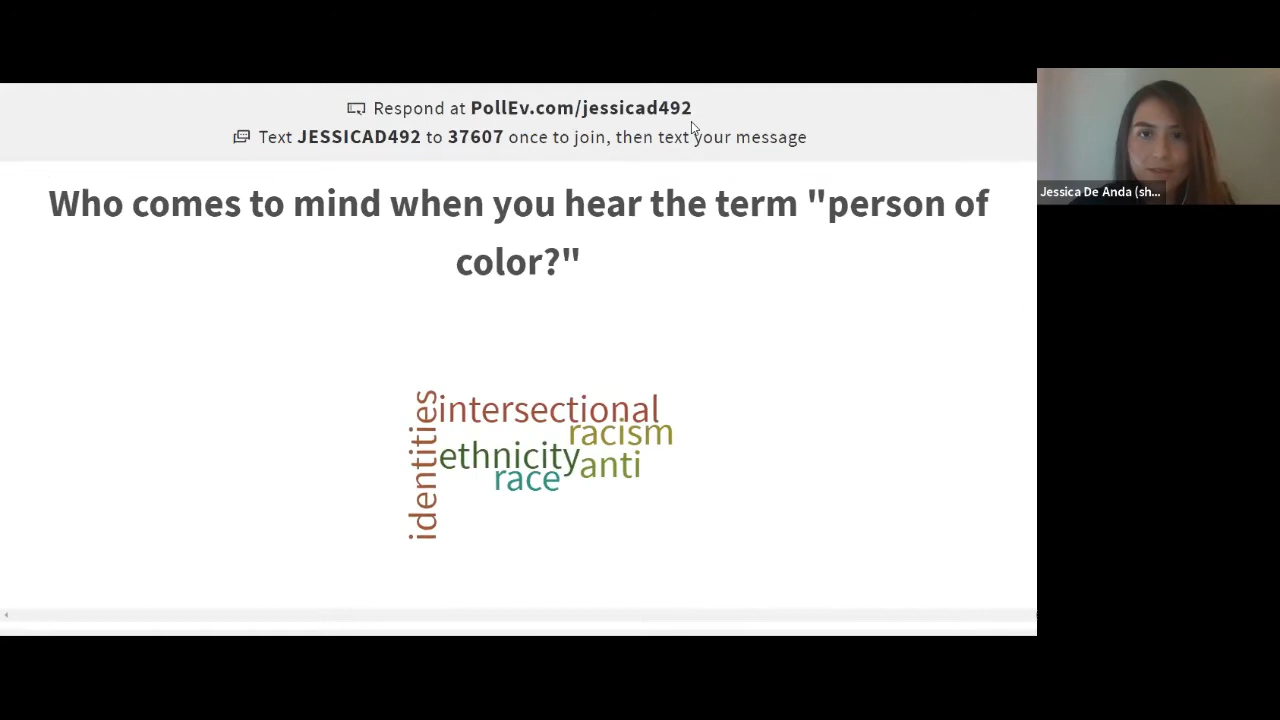 Respond at PollEv.com/jessicad492
Text JESSICAD492 to 37607 once to join, then text your message
Who comes to mind when you hear the term "person of
color?"
identities
intersectional
racism
ethnicity
anti
race
Jessica De Anda (sh...